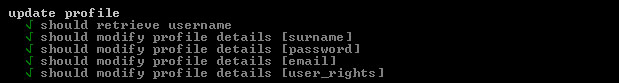 update profile
√ should retrieve username
√ should modify profile details [surname]
√ should modify profile details [password]
√ should modify profile details [email]
√ should modify profile details [user_rights]